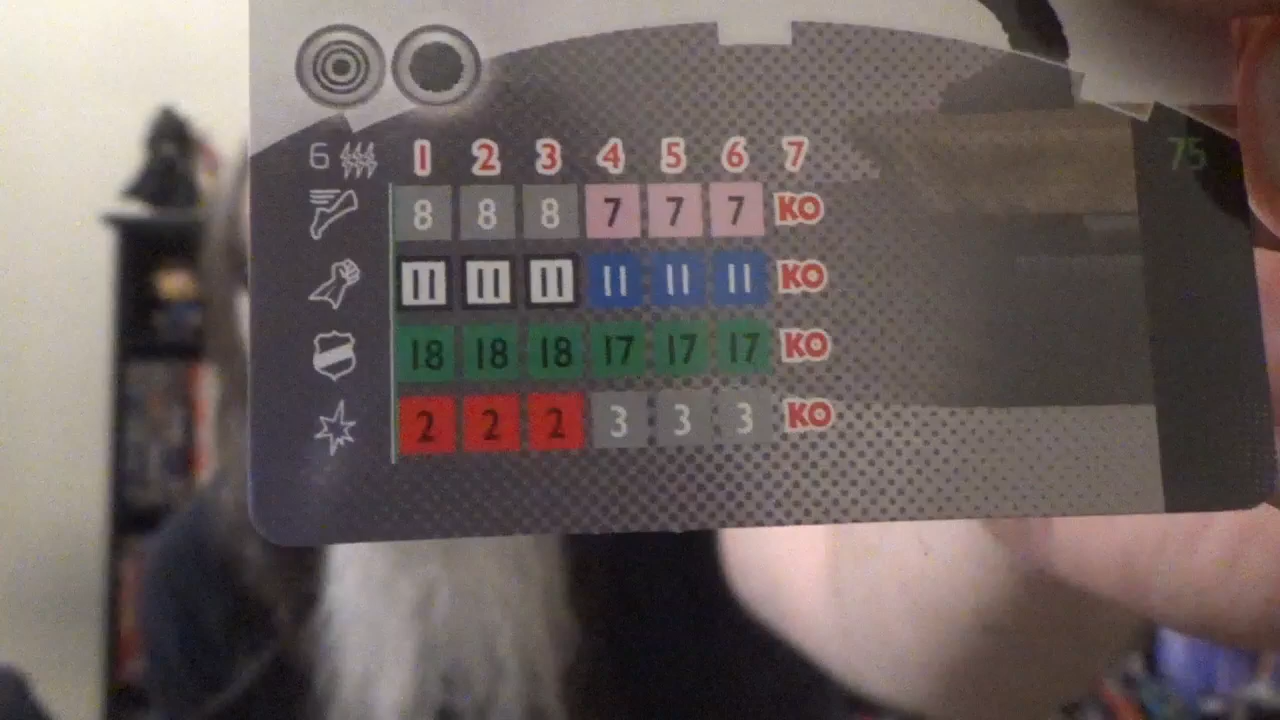 6 1 2 3 4 5 6 7 75
8 8 8 7 7 7 KO
11 11 11 11 11 11 KO
18 18 18 17 17 17 KO
2 2 2 3 3 3 KO